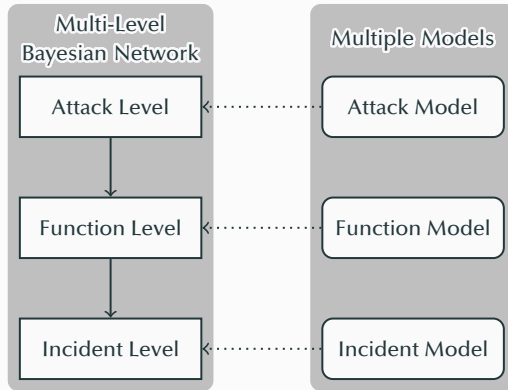 Multi-Level
Bayesian Network
Multiple Models
Attack Level
Attack Model
Function Level
Function Model
Incident Level
Incident Model